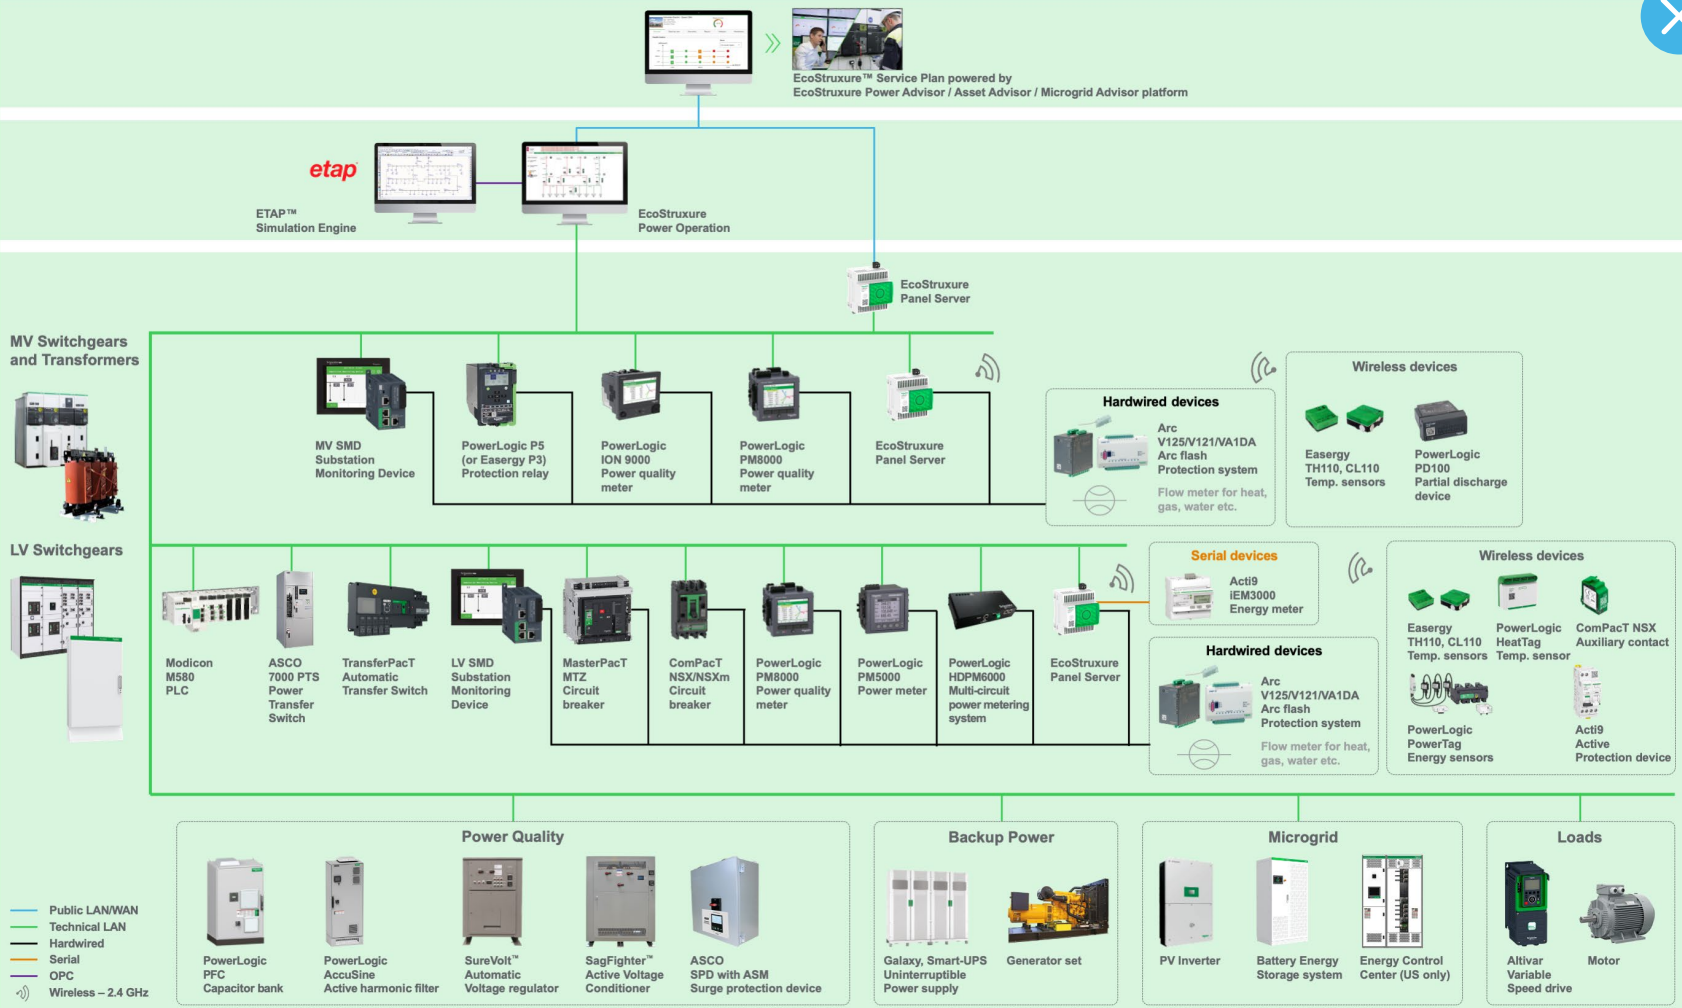 EcoStruxure™ Service Plan powered by
EcoStruxure Power Advisor / Asset Advisor / Microgrid Advisor platform
etap
ETAP™
Simulation Engine
EcoStruxure
Power Operation
EcoStruxure
Panel Server
MV Switchgears
and Transformers
MV SMD
Substation
Monitoring Device
PowerLogic P5
(or Easergy P3)
Protection relay
PowerLogic
ION 9000
Power quality
meter
PowerLogic
PM8000
Power quality
meter
EcoStruxure
Panel Server
Hardwired devices
Arc
V125/V121/VA1DA
Arc flash
Protection system
Flow meter for heat,
gas, water etc.
Wireless devices
Easergy
TH110, CL110
Temp. sensors
PowerLogic
PD100
Partial discharge
device
LV Switchgears
Modicon
M580
PLC
ASCO
7000 PTS
Power
Transfer
Switch
TransferPacT
Automatic
Transfer Switch
LV SMD
Substation
Monitoring
Device
MasterPacT
MTZ
Circuit
breaker
ComPacT
NSX/NSXm
Circuit
breaker
PowerLogic
PM8000
Power quality
meter
PowerLogic
PM5000
Power meter
PowerLogic
HDPM6000
Multi-circuit
power metering
system
EcoStruxure
Panel Server
Serial devices
Acti9
iEM3000
Energy meter
Hardwired devices
Arc
V125/V121/VA1DA
Arc flash
Protection system
Flow meter for heat,
gas, water etc.
Wireless devices
Easergy
TH110, CL110
Temp. sensors
PowerLogic
HeatTag
Temp. sensor
ComPacT NSX
Auxiliary contact
PowerLogic
PowerTag
Energy sensors
Acti9
Active
Protection device
Power Quality
PowerLogic
PFC
Capacitor bank
PowerLogic
AccuSine
Active harmonic filter
SureVolt™
Automatic
Voltage regulator
SagFighter™
Active Voltage
Conditioner
ASCO
SPD with ASM
Surge protection device
Backup Power
Galaxy, Smart-UPS
Uninterruptible
Power supply
Generator set
Microgrid
PV Inverter
Battery Energy
Storage system
Energy Control
Center (US only)
Loads
Altivar
Variable
Speed drive
Motor
Public LAN/WAN
Technical LAN
Hardwired
Serial
OPC
Wireless – 2.4 GHz